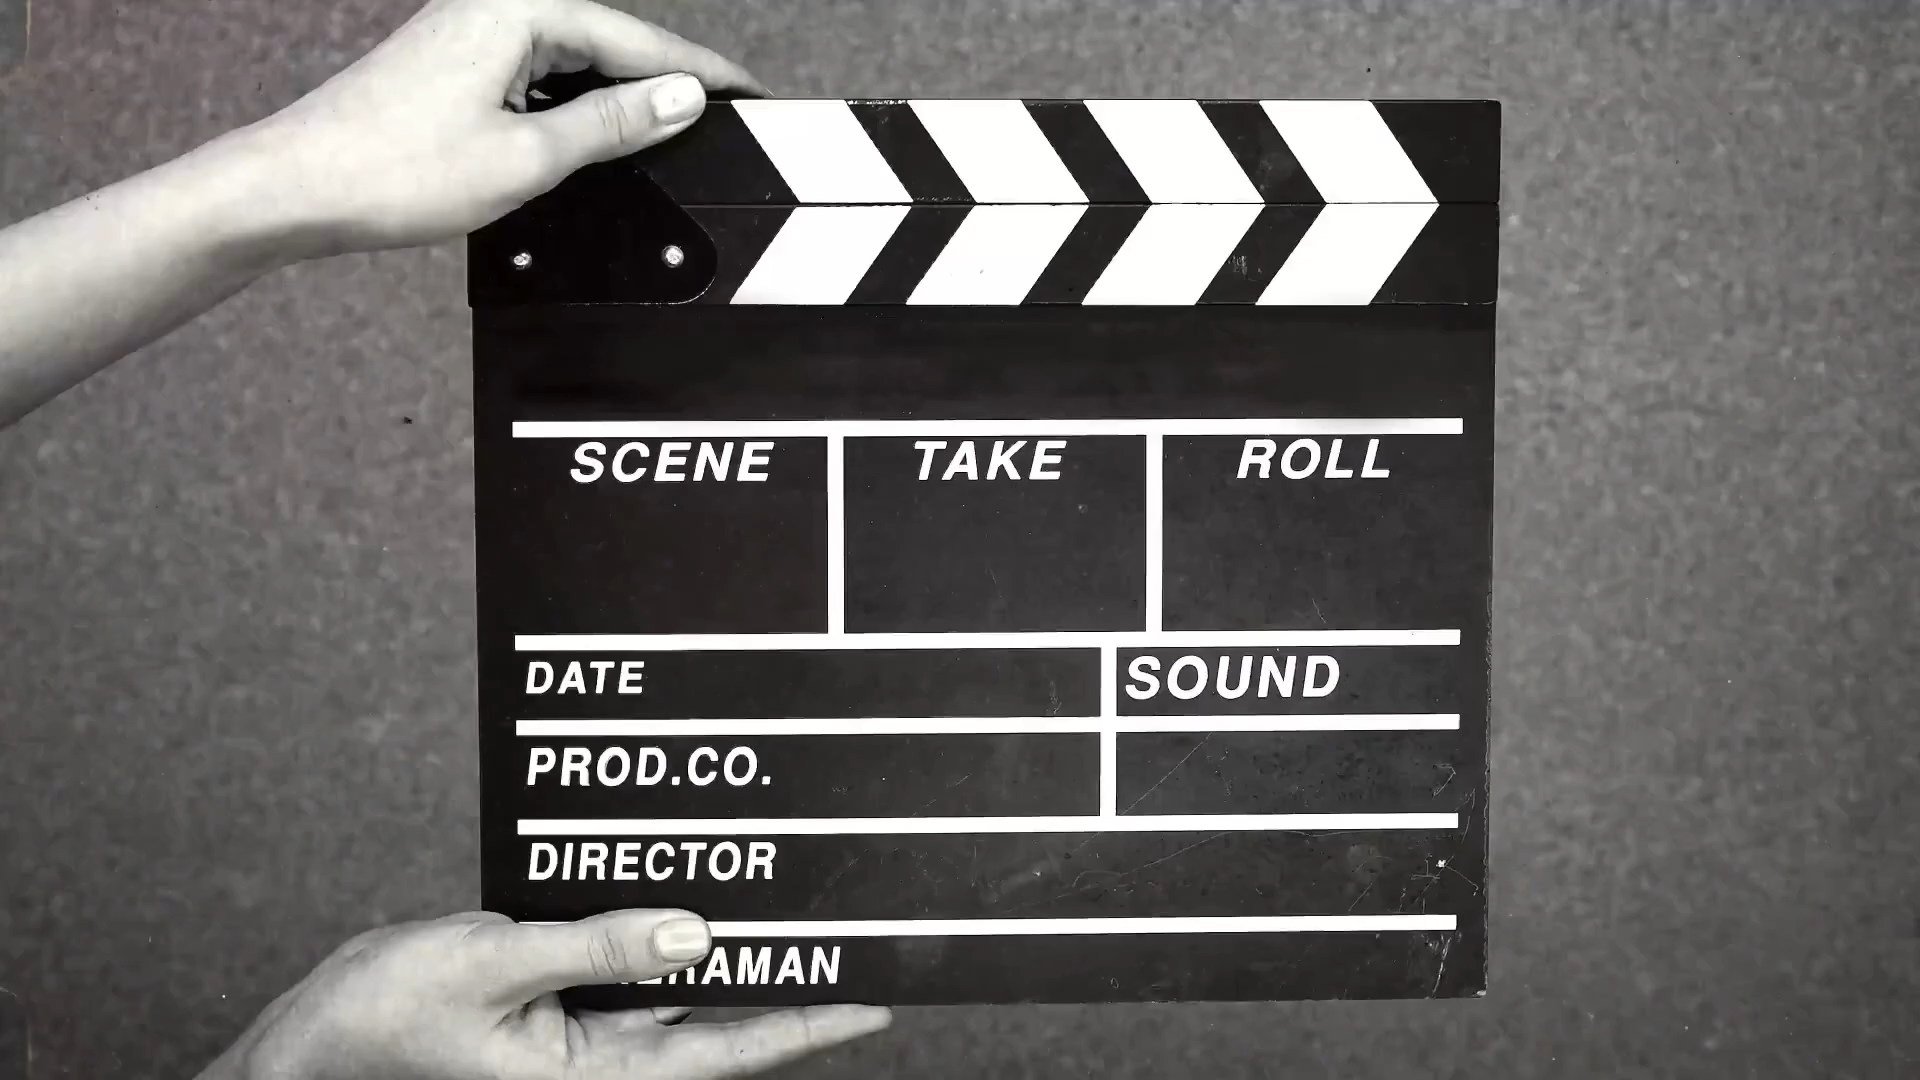 SCENE TAKE ROLL
DATE SOUND
PROD.CO.
DIRECTOR